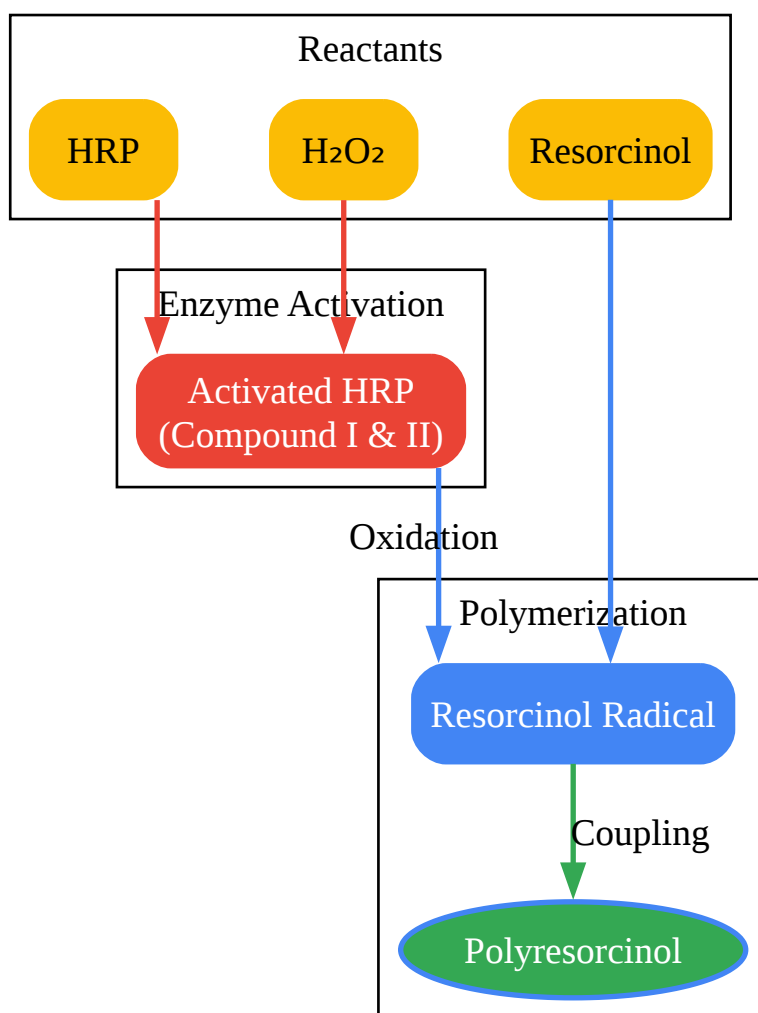 Reactants
HRP
H₂O₂
Resorcinol
Enzyme Activation
Activated HRP
(Compound I & II)
Oxidation
Polymerization
Resorcinol Radical
Coupling
Polyresorcinol